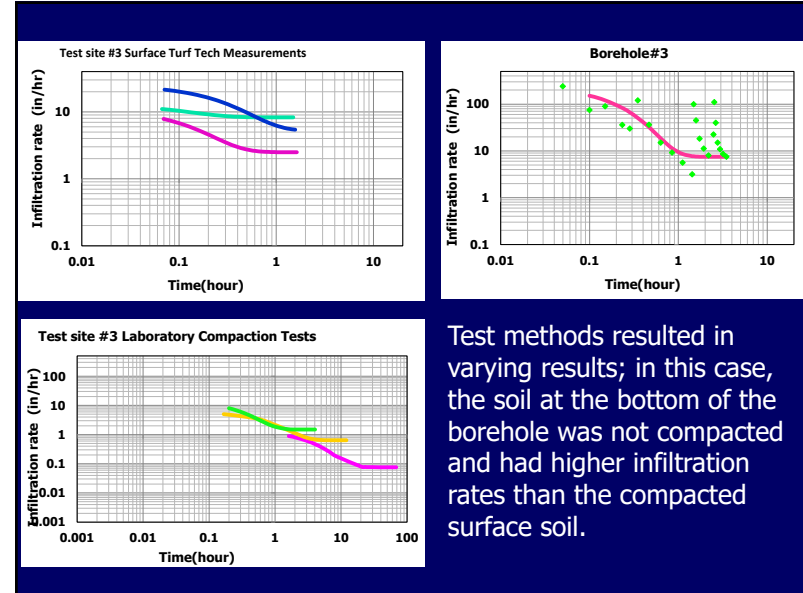 Test site #3 Surface Turf Tech Measurements
Infiltration rate (in/hr)
10
1
0.1
0.01 0.1 1 10
Time(hour)
Borehole#3
Infiltration rate (in/hr)
100
10
1
0.1
0.01 0.1 1 10
Time(hour)
Test site #3 Laboratory Compaction Tests
Infiltration rate (in/hr)
100
10
1
0.1
0.01
0.001
0.001 0.01 0.1 1 10 100
Time(hour)
Test methods resulted in
varying results; in this case,
the soil at the bottom of the
borehole was not compacted
and had higher infiltration
rates than the compacted
surface soil.